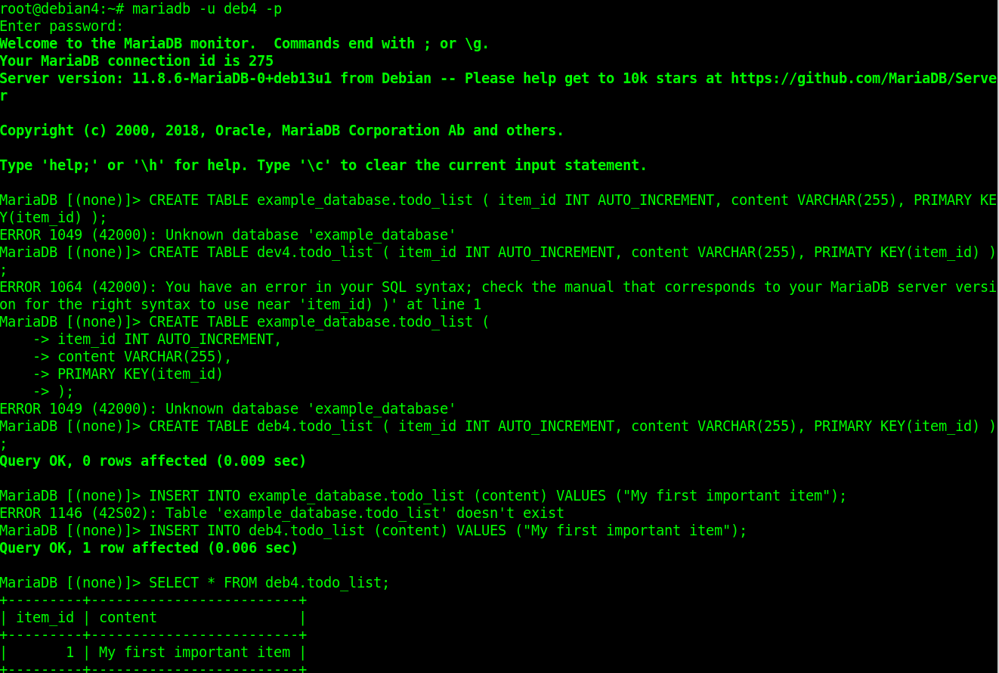 root@debian4:~# mariadb -u deb4 -p
Enter password:
Welcome to the MariaDB monitor.  Commands end with ; or \g.
Your MariaDB connection id is 275
Server version: 11.8.6-MariaDB-0+deb13u1 from Debian -- Please help get to 10k stars at https://github.com/MariaDB/Serve
r
Copyright (c) 2000, 2018, Oracle, MariaDB Corporation Ab and others.
Type 'help;' or '\h' for help. Type '\c' to clear the current input statement.
MariaDB [(none)]> CREATE TABLE example_database.todo_list ( item_id INT AUTO_INCREMENT, content VARCHAR(255), PRIMARY KE
Y(item_id) );
ERROR 1049 (42000): Unknown database 'example_database'
MariaDB [(none)]> CREATE TABLE dev4.todo_list ( item_id INT AUTO_INCREMENT, content VARCHAR(255), PRIMATY KEY(item_id) )
;
ERROR 1064 (42000): You have an error in your SQL syntax; check the manual that corresponds to your MariaDB server versi
on for the right syntax to use near 'item_id) )' at line 1
MariaDB [(none)]> CREATE TABLE example_database.todo_list (
    -> item_id INT AUTO_INCREMENT,
    -> content VARCHAR(255),
    -> PRIMARY KEY(item_id)
    -> );
ERROR 1049 (42000): Unknown database 'example_database'
MariaDB [(none)]> CREATE TABLE deb4.todo_list ( item_id INT AUTO_INCREMENT, content VARCHAR(255), PRIMARY KEY(item_id) )
;
Query OK, 0 rows affected (0.009 sec)
MariaDB [(none)]> INSERT INTO example_database.todo_list (content) VALUES ("My first important item");
ERROR 1146 (42S02): Table 'example_database.todo_list' doesn't exist
MariaDB [(none)]> INSERT INTO deb4.todo_list (content) VALUES ("My first important item");
Query OK, 1 row affected (0.006 sec)
MariaDB [(none)]> SELECT * FROM deb4.todo_list;
+---------+-------------------------+
| item_id | content                 |
+---------+-------------------------+
|       1 | My first important item |
+---------+-------------------------+